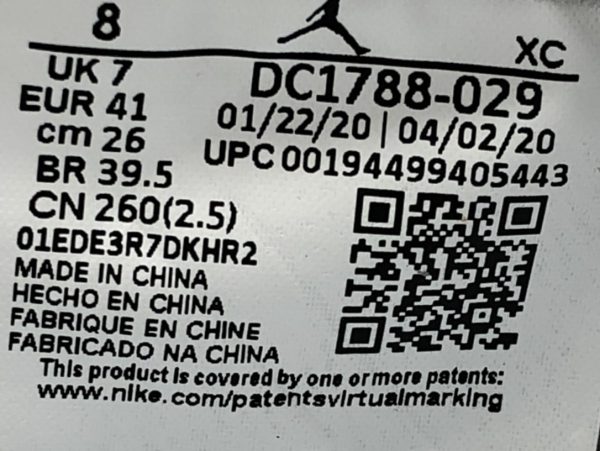 8
XC
UK 7
EUR 41
cm 26
BR 39.5
CN 260(2.5)
01EDE3R7DKHR2
DC1788-029
01/22/20 | 04/02/20
UPC 00194499405443
MADE IN CHINA
HECHO EN CHINA
FABRIQUE EN CHINE
FABRICADO NA CHINA
This product is covered by one or more patents:
www.nike.com/patentsvirtualmarking